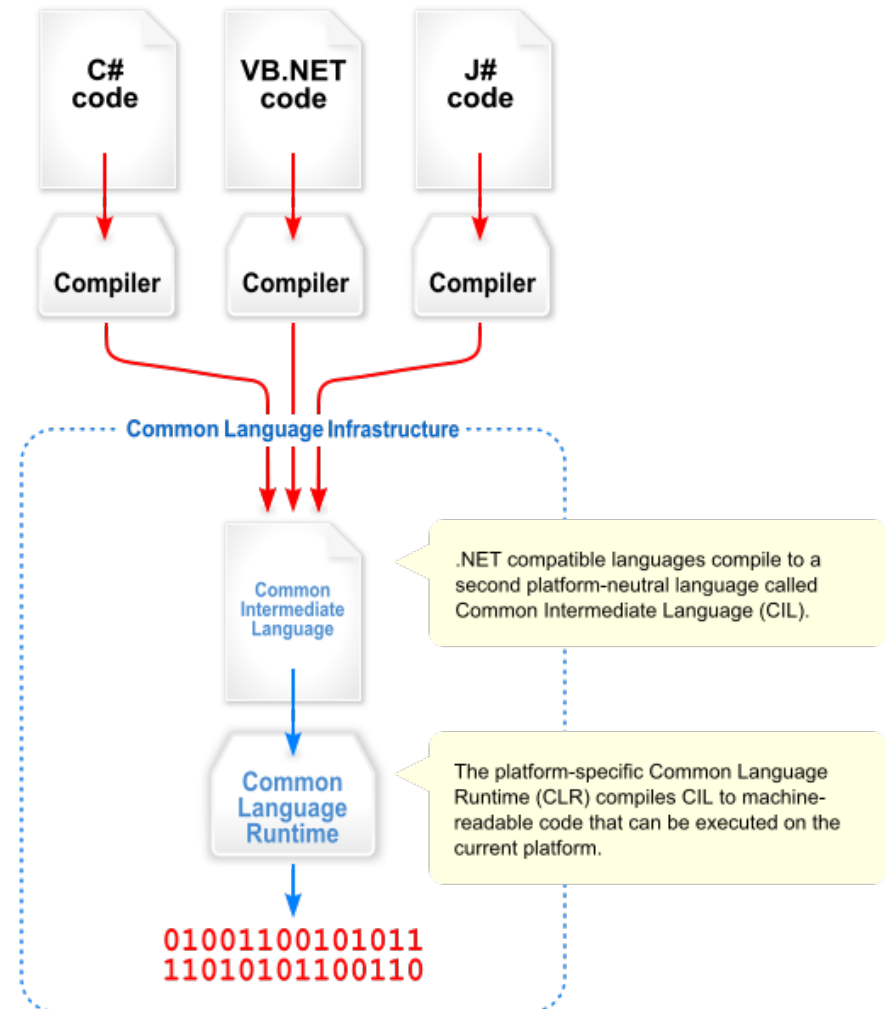 C#
code
VB.NET
code
J#
code
Compiler
Compiler
Compiler
Common Language Infrastructure
Common
Intermediate
Language
.NET compatible languages compile to a
second platform-neutral language called
Common Intermediate Language (CIL).
Common
Language
Runtime
The platform-specific Common Language
Runtime (CLR) compiles CIL to machine-
readable code that can be executed on the
current platform.
01001100101011
11010101100110